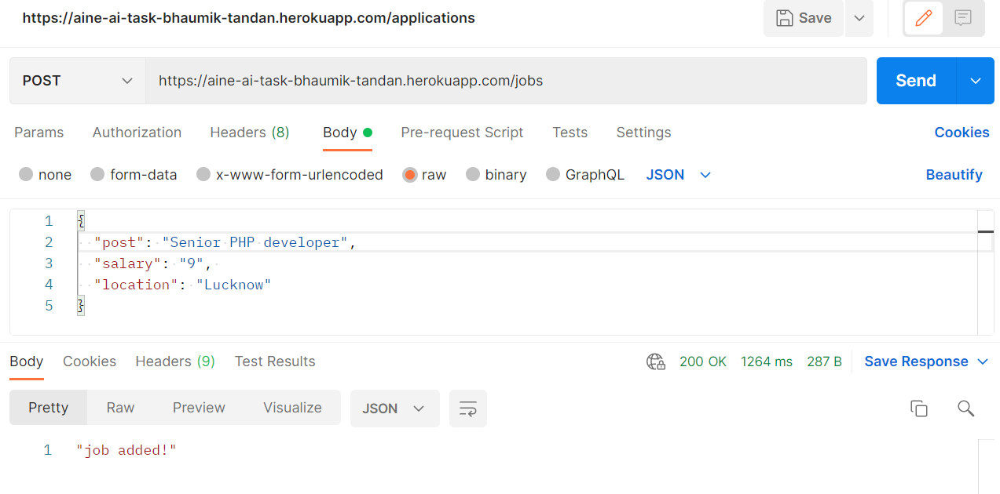 https://aine-ai-task-bhaumik-tandan.herokuapp.com/applications Save
POST https://aine-ai-task-bhaumik-tandan.herokuapp.com/jobs Send
Params Authorization Headers (8) Body Pre-request Script Tests Settings Cookies
none form-data x-www-form-urlencoded raw binary GraphQL JSON Beautify
1 {
2 "post": "Senior PHP developer",
3 "salary": "9",
4 "location": "Lucknow"
5 }
Body Cookies Headers (9) Test Results 200 OK 1264 ms 287 B Save Response
Pretty Raw Preview Visualize JSON
1 "job added!"